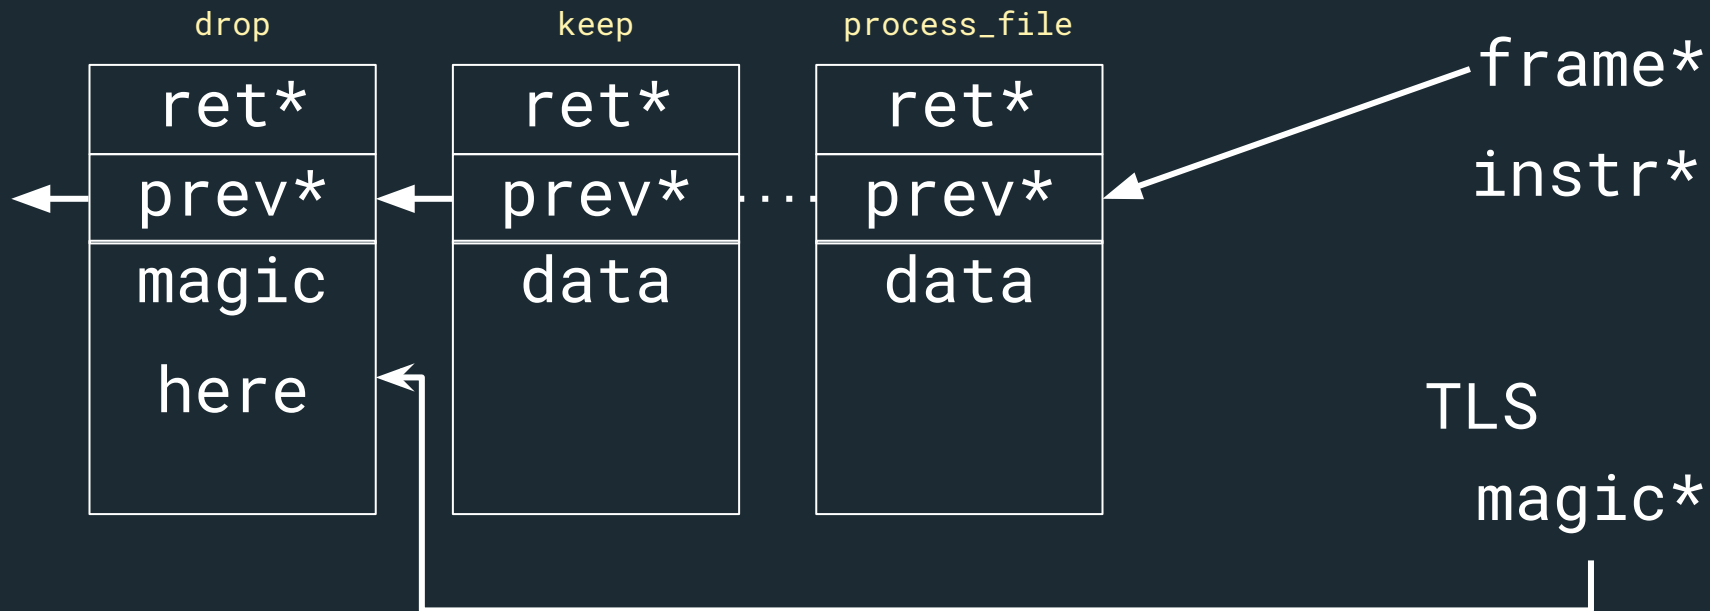 drop
ret*
prev*
magic
here
keep
ret*
prev*
data
process_file
ret*
prev*
data
frame*
instr*
TLS
magic*